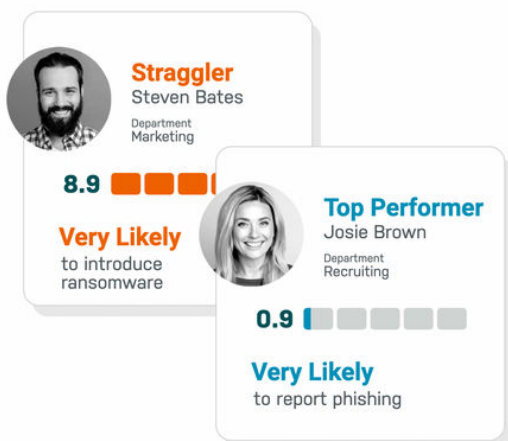 Straggler
Steven Bates
Department
Marketing
8.9
Very Likely
to introduce
ransomware
Top Performer
Josie Brown
Department
Recruiting
0.9
Very Likely
to report phishing